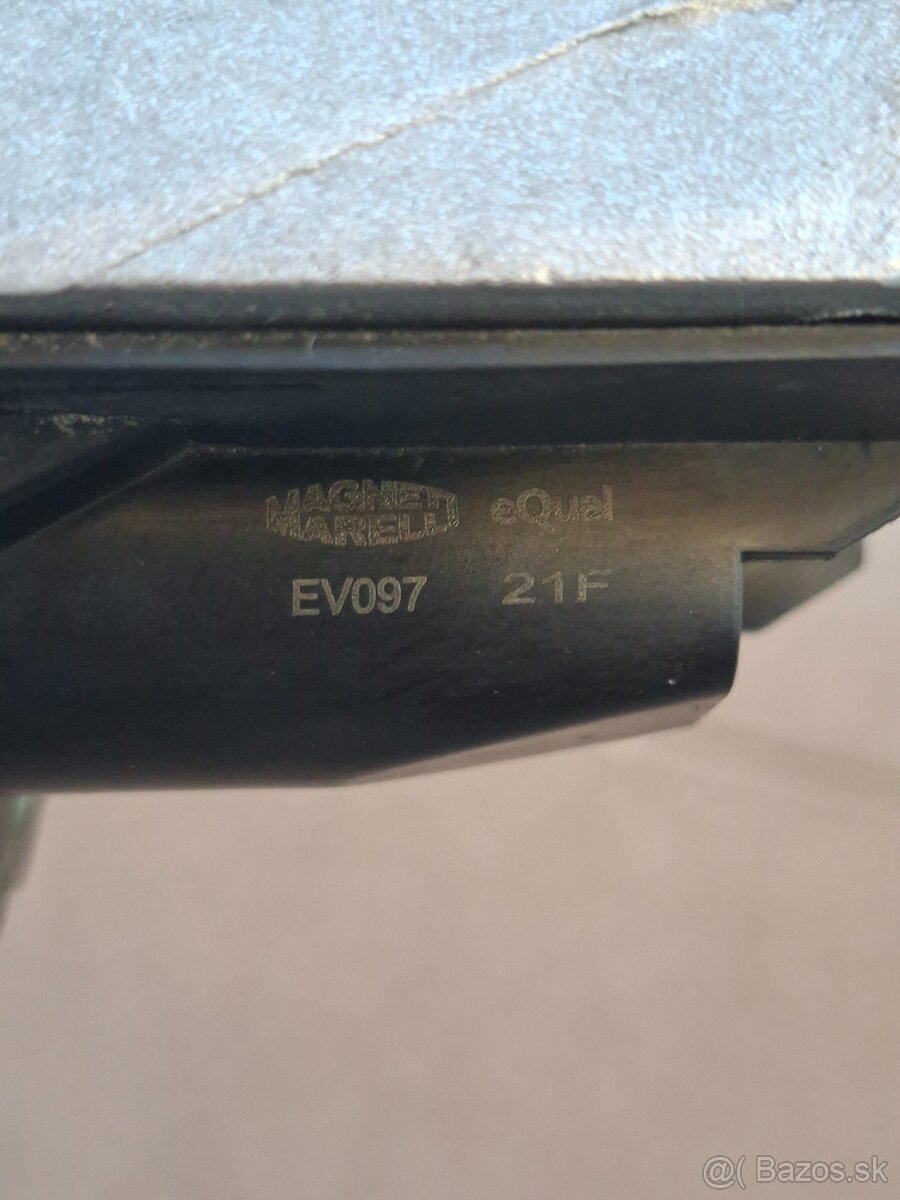 MAGNETI eQual
MARELLI
EV097 21F
@( Bazos.sk